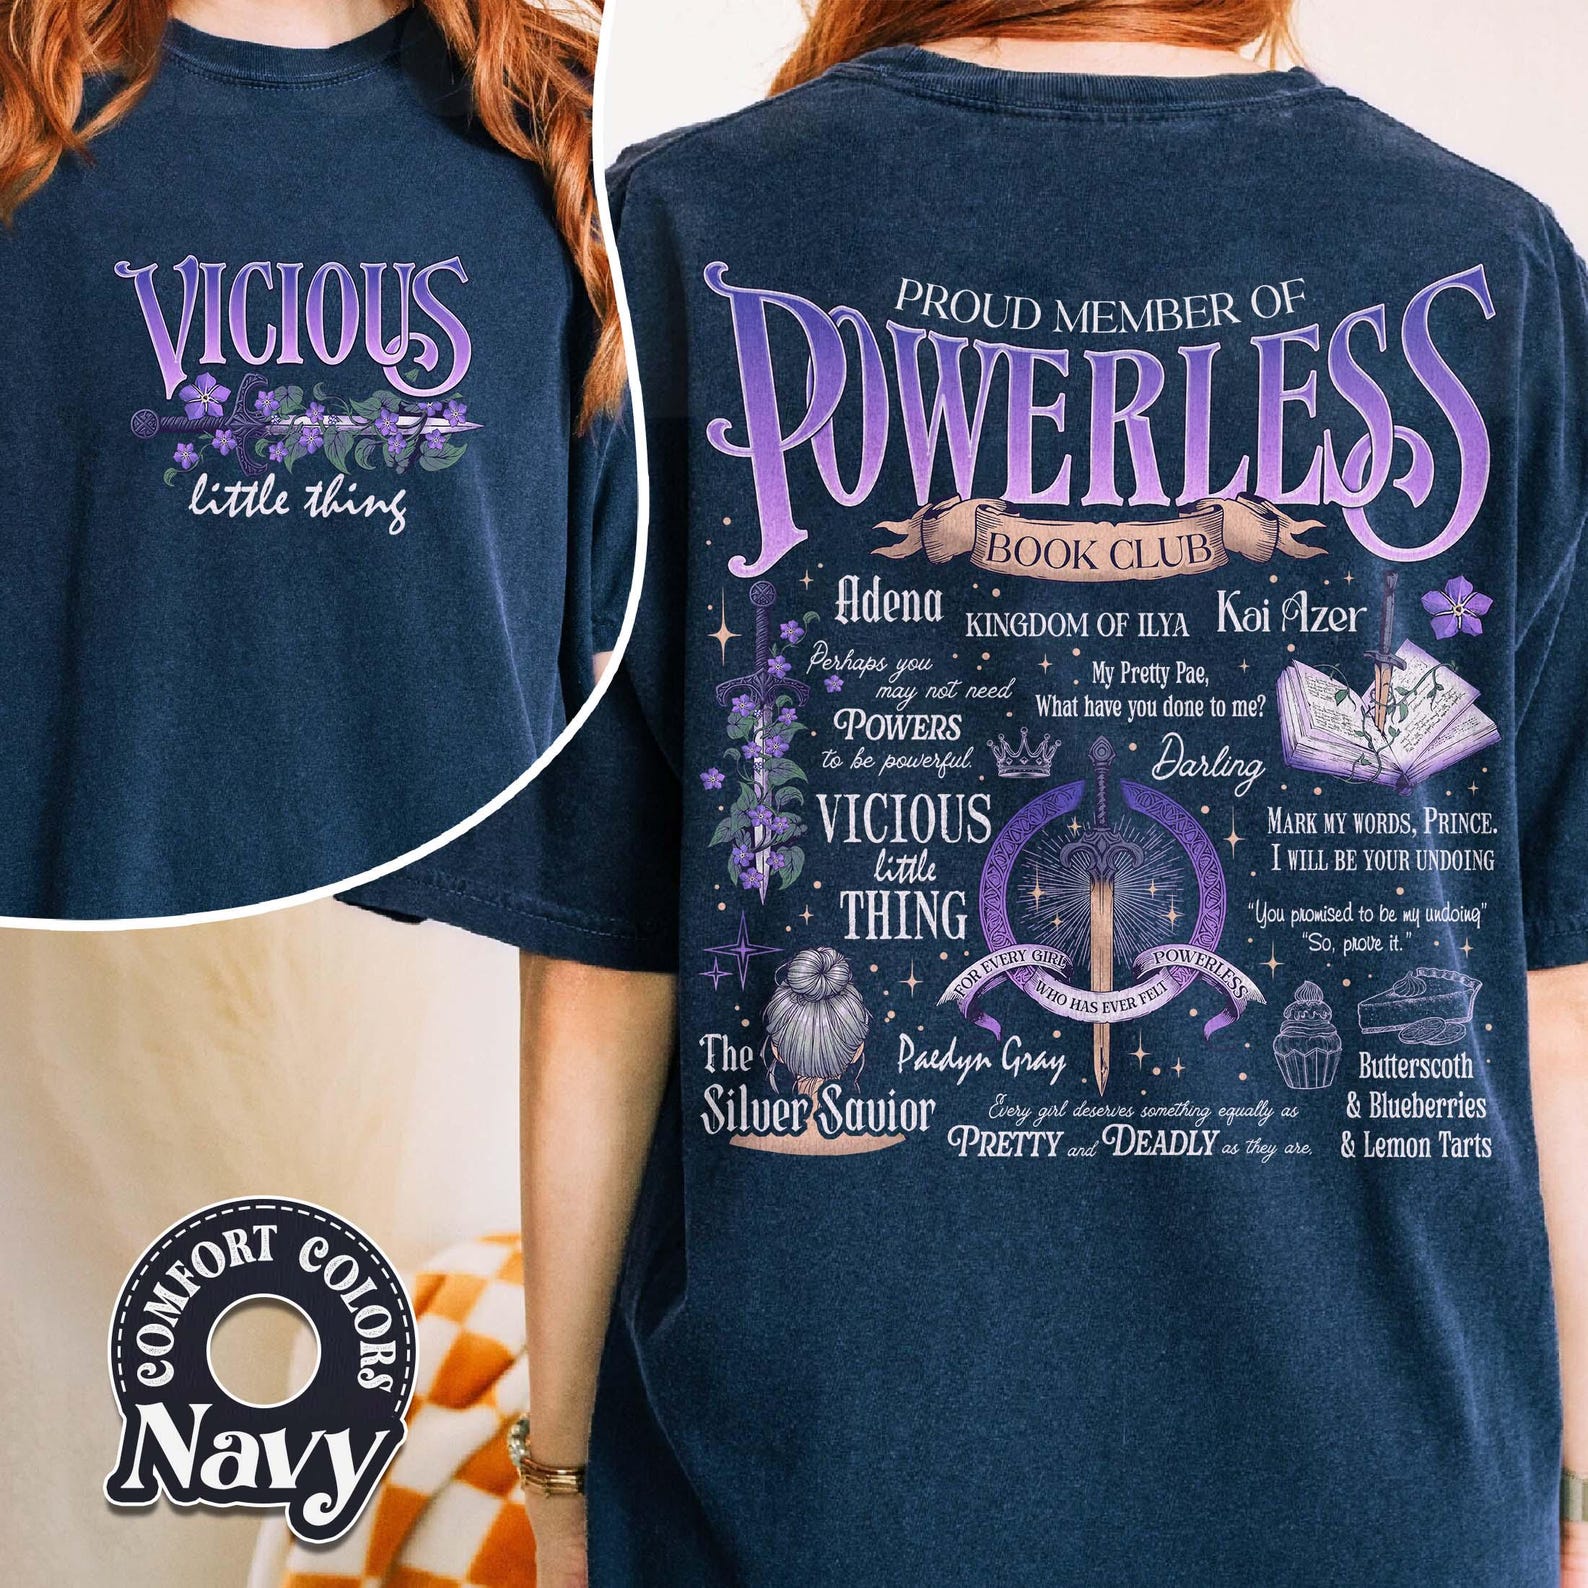 VICIOUS
little thing
PROUD MEMBER OF
POWERLESS
BOOK CLUB
Adena
KINGDOM OF ILYA
Kai Azer
Perhaps you
may not need
POWERS
to be powerful.
My Pretty Pae,
What have you done to me?
Darling
VICIOUS
little
THING
MARK MY WORDS, PRINCE.
I WILL BE YOUR UNDOING
"You promised to be my undoing"
"So, prove it."
FOR EVERY GIRL
WHO HAS EVER FELT
POWERLESS
The
Silver Savior
Paedyn Gray
Every girl deserves something equally as
PRETTY and DEADLY as they are.
Butterscoth
& Blueberries
& Lemon Tarts
COMFORT COLORS
Navy